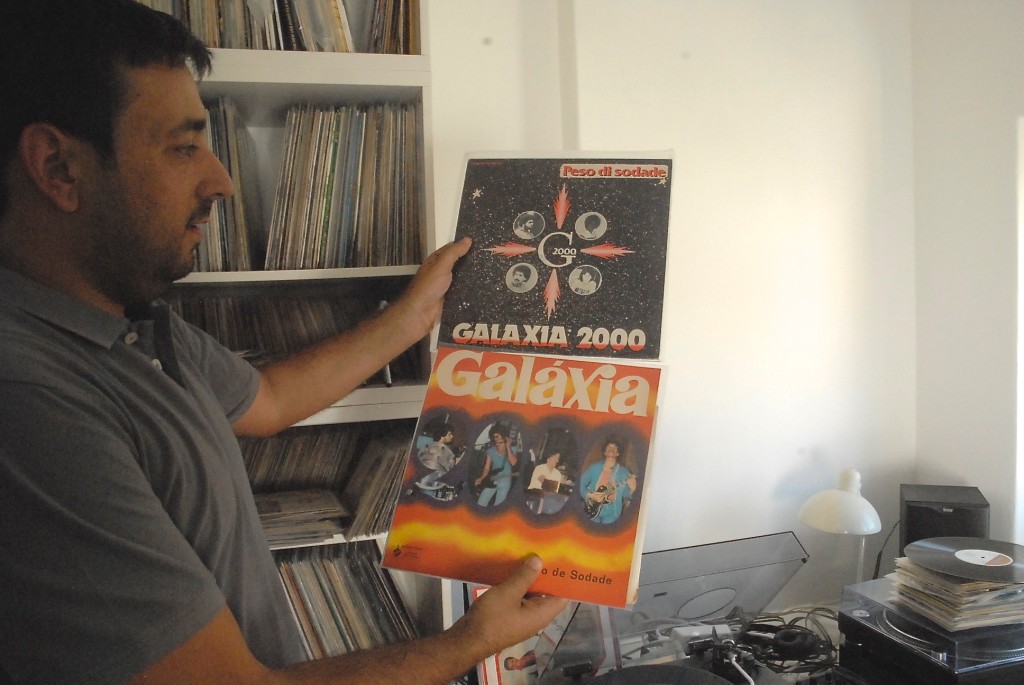 Peso di sodade
G
2000
GALAXIA 2000
Galáxia
o de Sodade